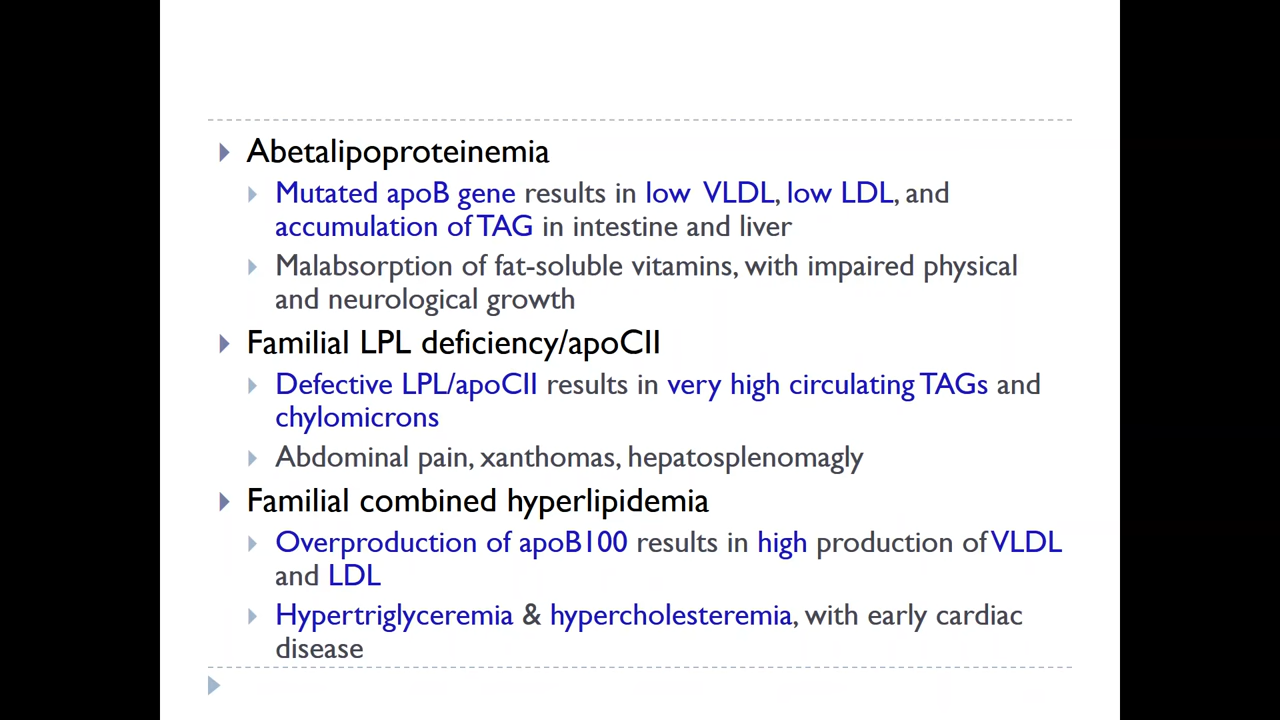 Abetalipoproteinemia
Mutated apoB gene results in low VLDL, low LDL, and
accumulation of TAG in intestine and liver
Malabsorption of fat-soluble vitamins, with impaired physical
and neurological growth
Familial LPL deficiency/apoCII
Defective LPL/apoCII results in very high circulating TAGs and
chylomicrons
Abdominal pain, xanthomas, hepatosplenomagly
Familial combined hyperlipidemia
Overproduction of apoB100 results in high production of VLDL
and LDL
Hypertriglyceremia & hypercholesteremia, with early cardiac
disease